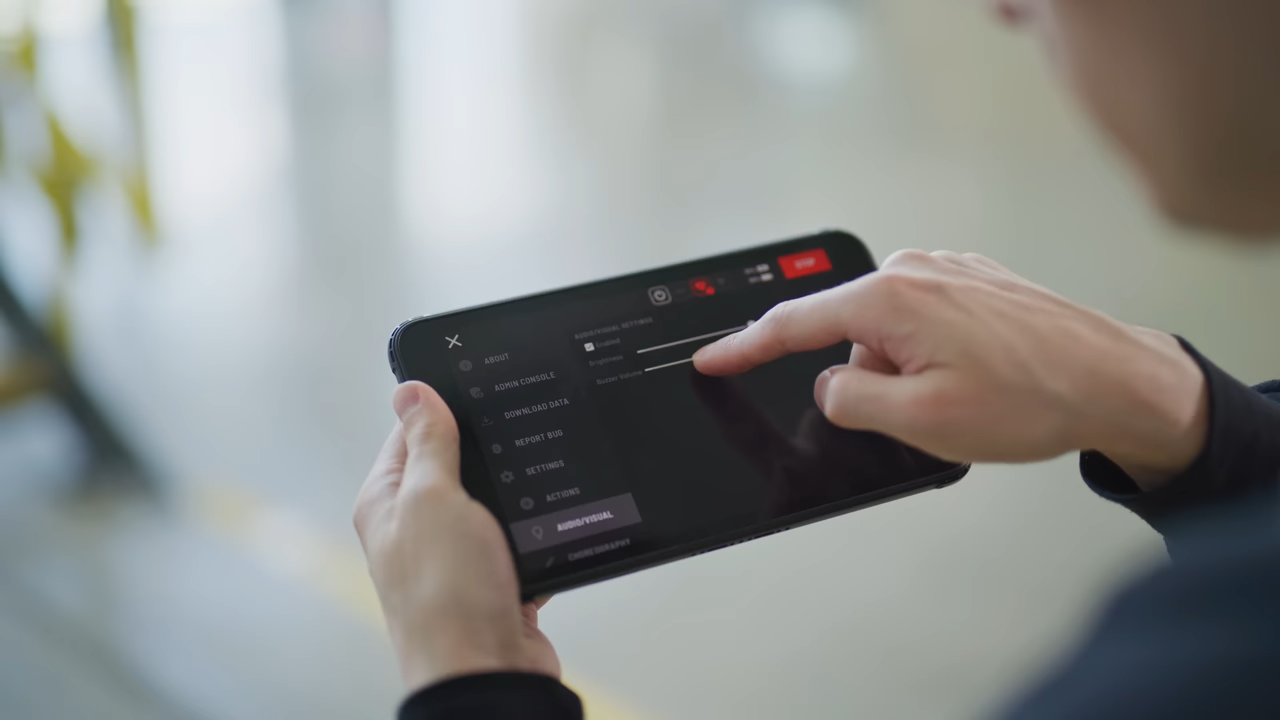 STOP
AUDIO/VISUAL SETTINGS
Enabled
Brightness
Buzzer Volume
ABOUT
ADMIN CONSOLE
DOWNLOAD DATA
REPORT BUG
SETTINGS
ACTIONS
AUDIO/VISUAL
CHOREOGRAPHY